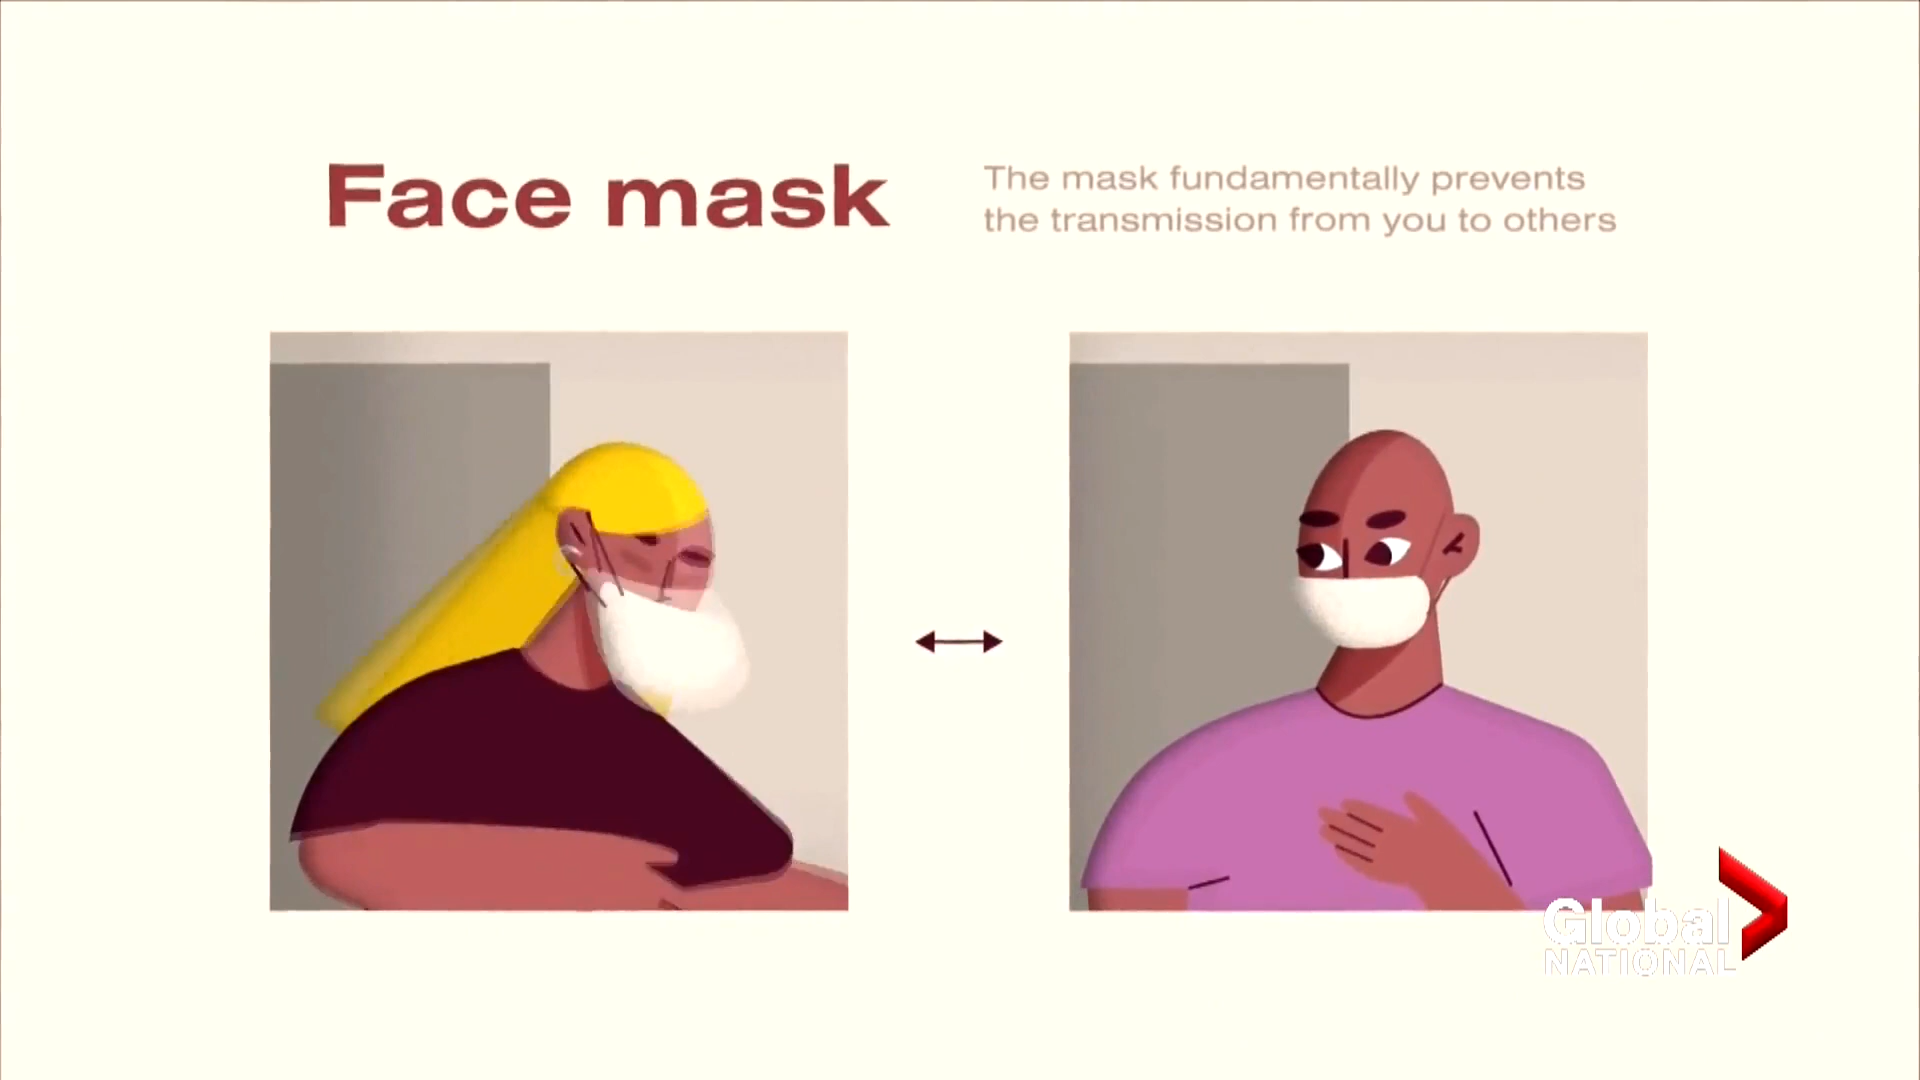 Face mask
The mask fundamentally prevents
the transmission from you to others
Global
NATIONAL